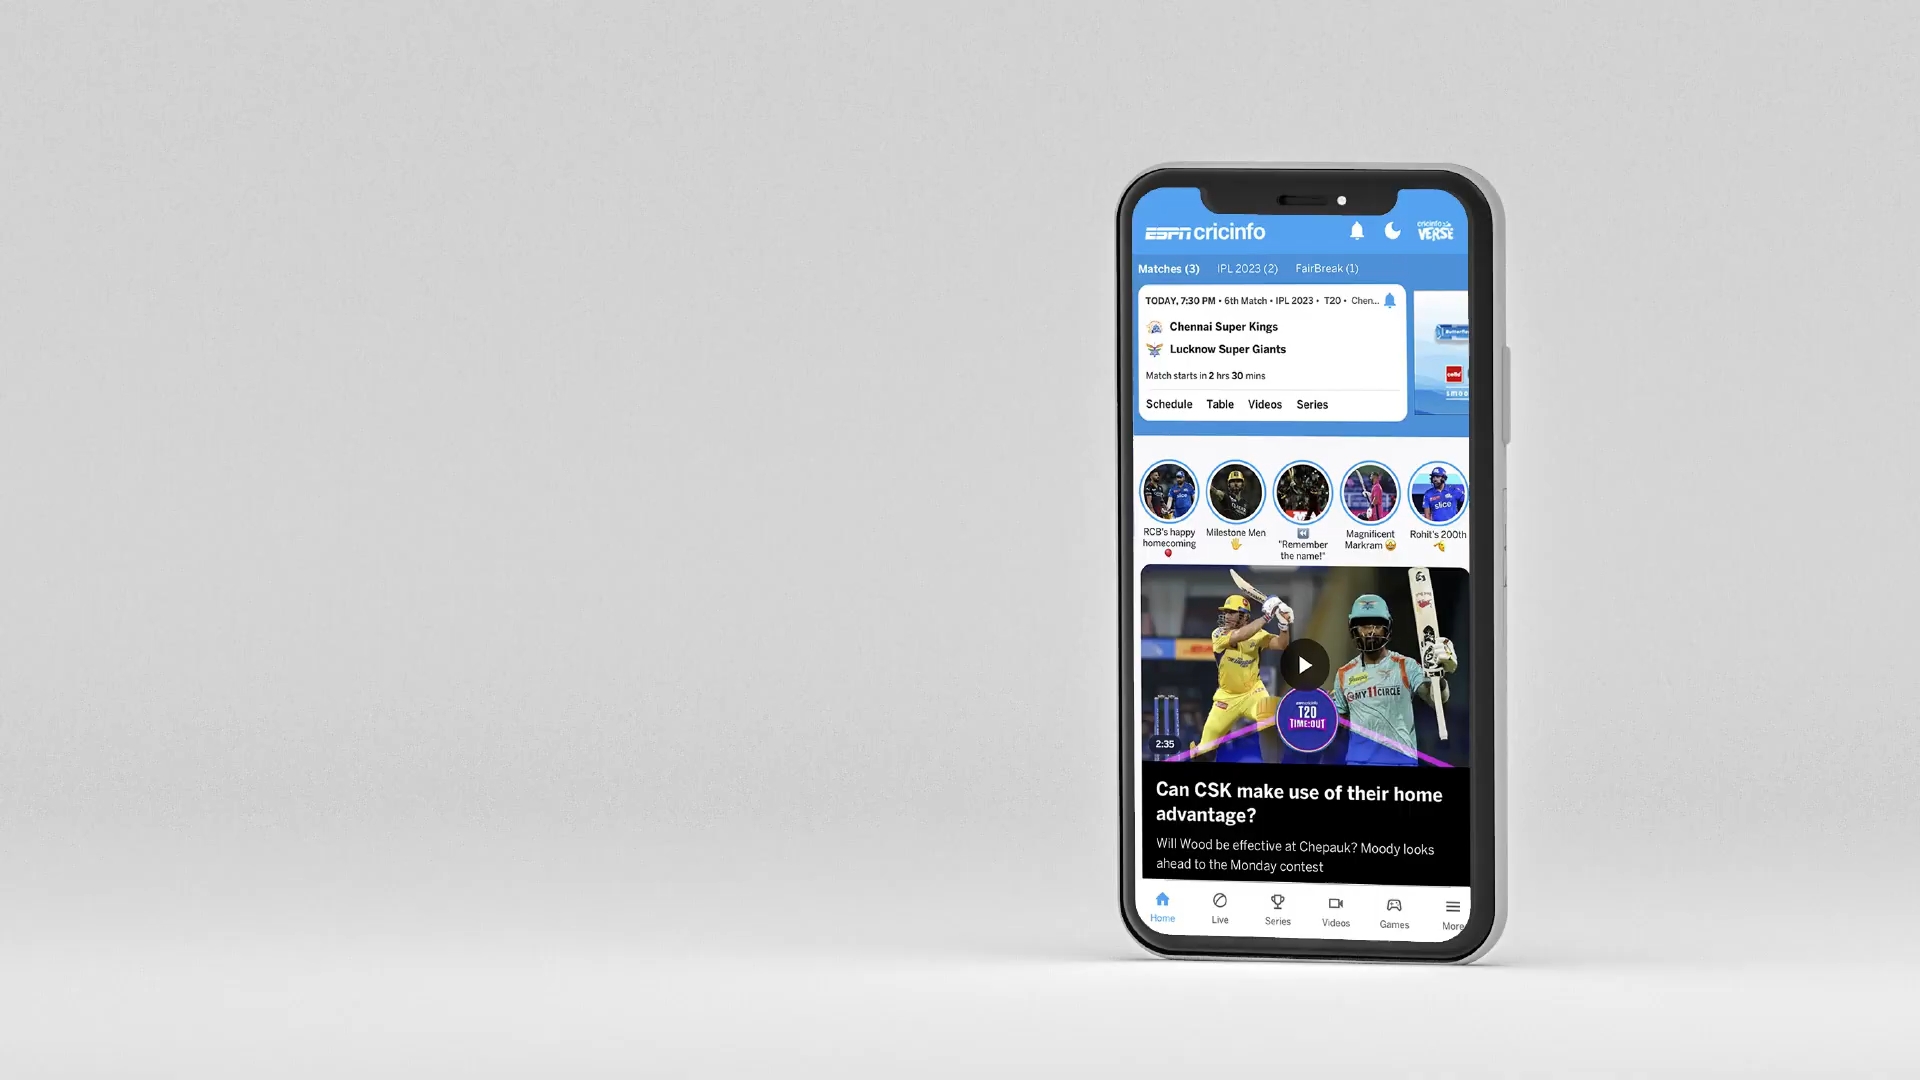 ESPN cricinfo
cricinfo VERSE
Matches (3) IPL 2023 (2) FairBreak (1)
TODAY, 7:30 PM • 6th Match • IPL 2023 • T20 • Chen...
Chennai Super Kings
Lucknow Super Giants
Match starts in 2 hrs 30 mins
Schedule Table Videos Series
slice
slice
RCB's happy
homecoming
Milestone Men
"Remember
the name!"
Magnificent
Markram
Rohit's 200th
MY11CIRCLE
T20
TIME:OUT
2:35
Can CSK make use of their home
advantage?
Will Wood be effective at Chepauk? Moody looks
ahead to the Monday contest
Home Live Series Videos Games More